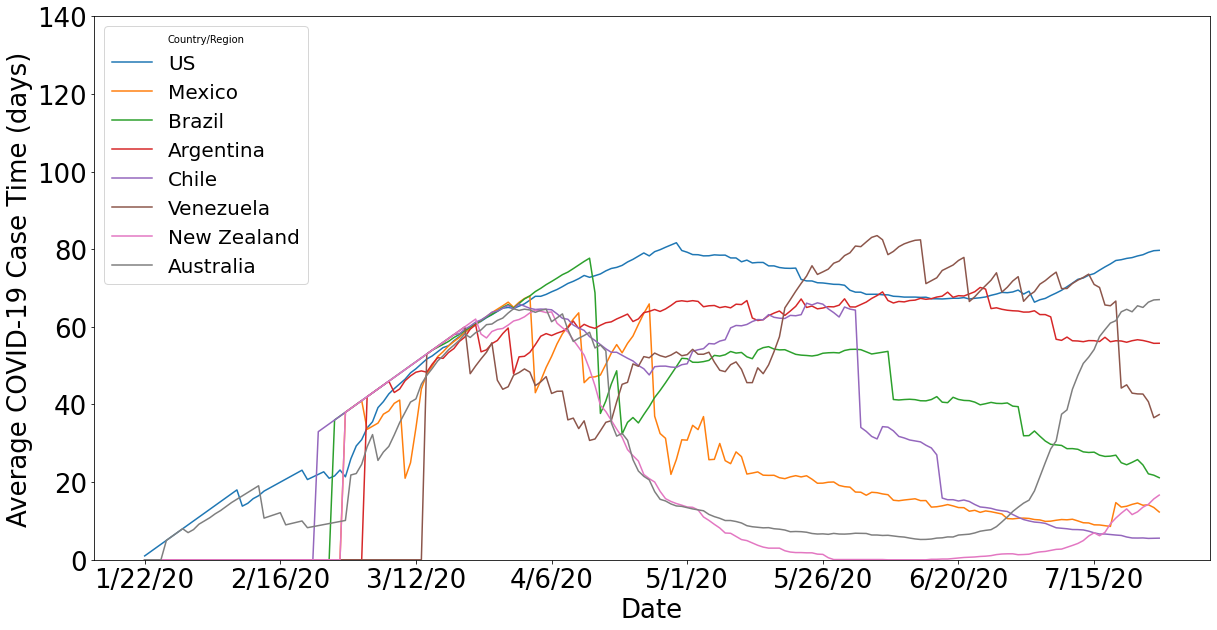 140
120
100
80
60
40
20
0
Average COVID-19 Case Time (days)
Country/Region
US
Mexico
Brazil
Argentina
Chile
Venezuela
New Zealand
Australia
1/22/20 2/16/20 3/12/20 4/6/20 5/1/20 5/26/20 6/20/20 7/15/20
Date